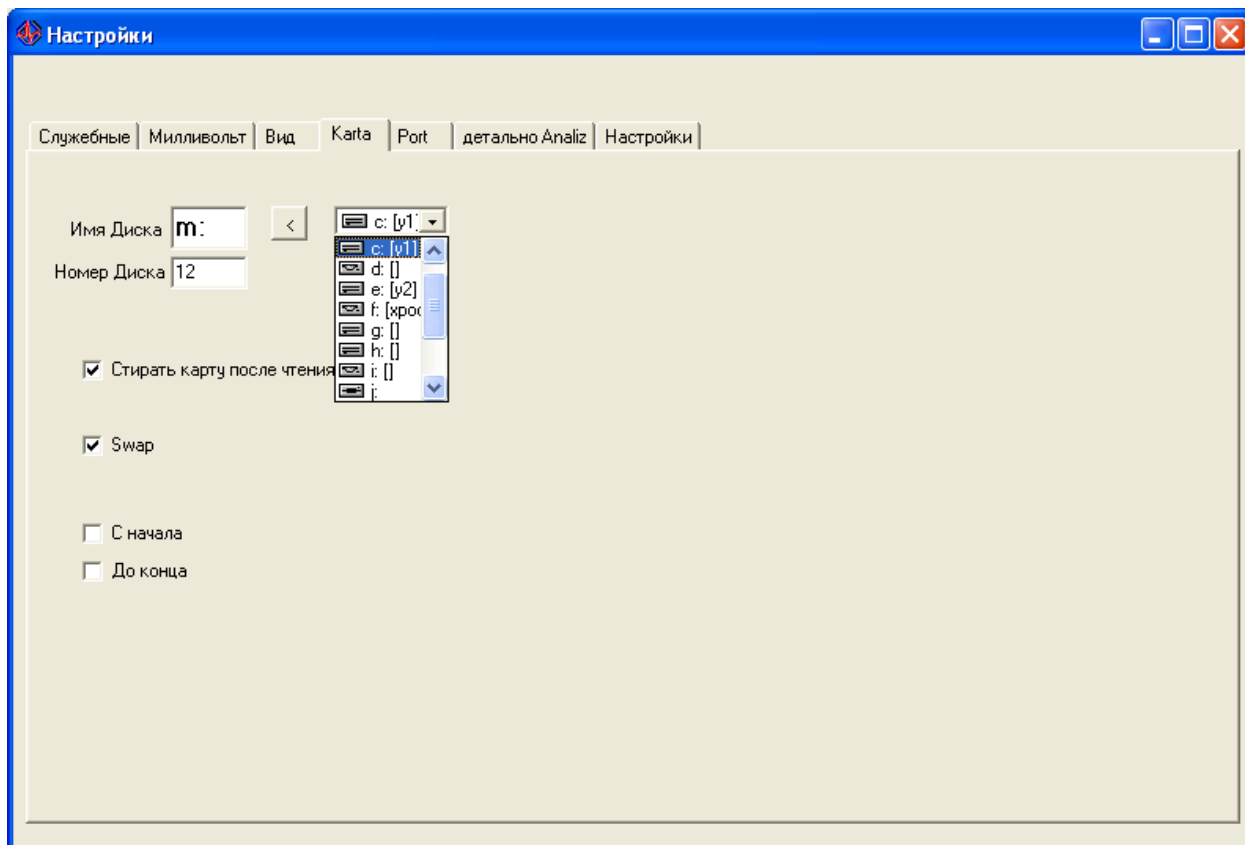 Настройки
Служебные Милливольт Вид Karta Port детально Analiz Настройки
Имя Диска m: < c: [y1]
Номер Диска 12
c: [y1]
d: []
e: [y2]
f: [xpoc
g: []
h: []
i: []
j:
Стирать карту после чтения
Swap
С начала
До конца